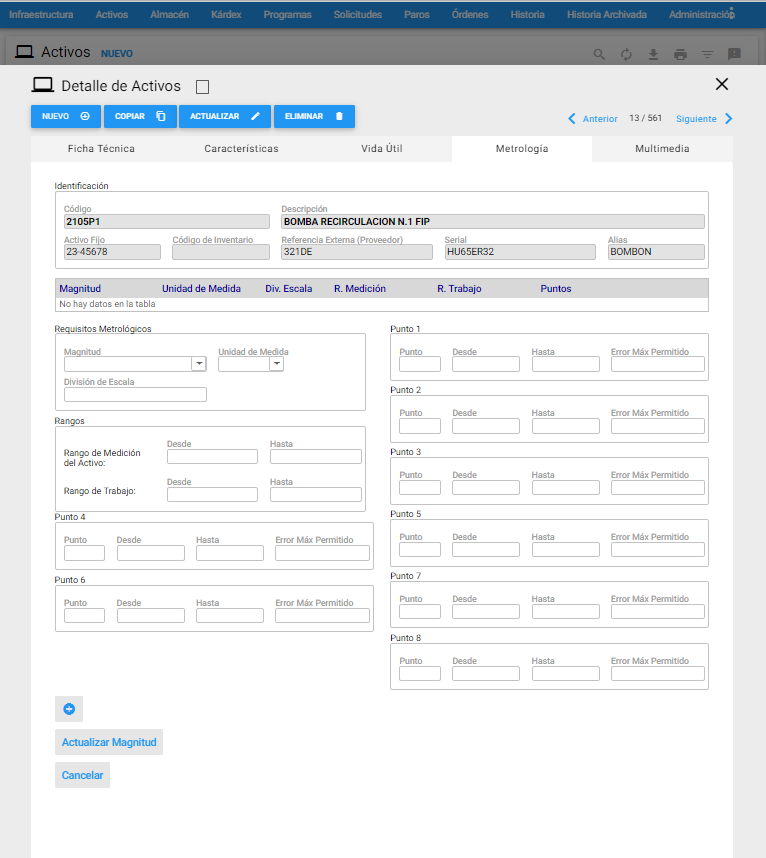 Infraestructura Activos Almacén Kárdex Programas Solicitudes Paros Órdenes Historia Historia Archivada Administración
Activos NUEVO
Detalle de Activos
NUEVO COPIAR ACTUALIZAR ELIMINAR Anterior 13 / 561 Siguiente
Ficha Técnica Características Vida Útil Metrología Multimedia
Identificación
Código Descripción
2105P1 BOMBA RECIRCULACION N.1 FIP
Activo Fijo Código de Inventario Referencia Externa (Proveedor) Serial Alias
23-45678 321DE HU65ER32 BOMBON
Magnitud Unidad de Medida Div. Escala R. Medición R. Trabajo Puntos
No hay datos en la tabla
Requisitos Metrológicos
Magnitud Unidad de Medida
División de Escala
Rangos
Desde Hasta
Rango de Medición
del Activo:
Desde Hasta
Rango de Trabajo:
Punto 4
Punto Desde Hasta Error Máx Permitido
Punto 6
Punto Desde Hasta Error Máx Permitido
Punto 1
Punto Desde Hasta Error Máx Permitido
Punto 2
Punto Desde Hasta Error Máx Permitido
Punto 3
Punto Desde Hasta Error Máx Permitido
Punto 5
Punto Desde Hasta Error Máx Permitido
Punto 7
Punto Desde Hasta Error Máx Permitido
Punto 8
Punto Desde Hasta Error Máx Permitido
Actualizar Magnitud
Cancelar